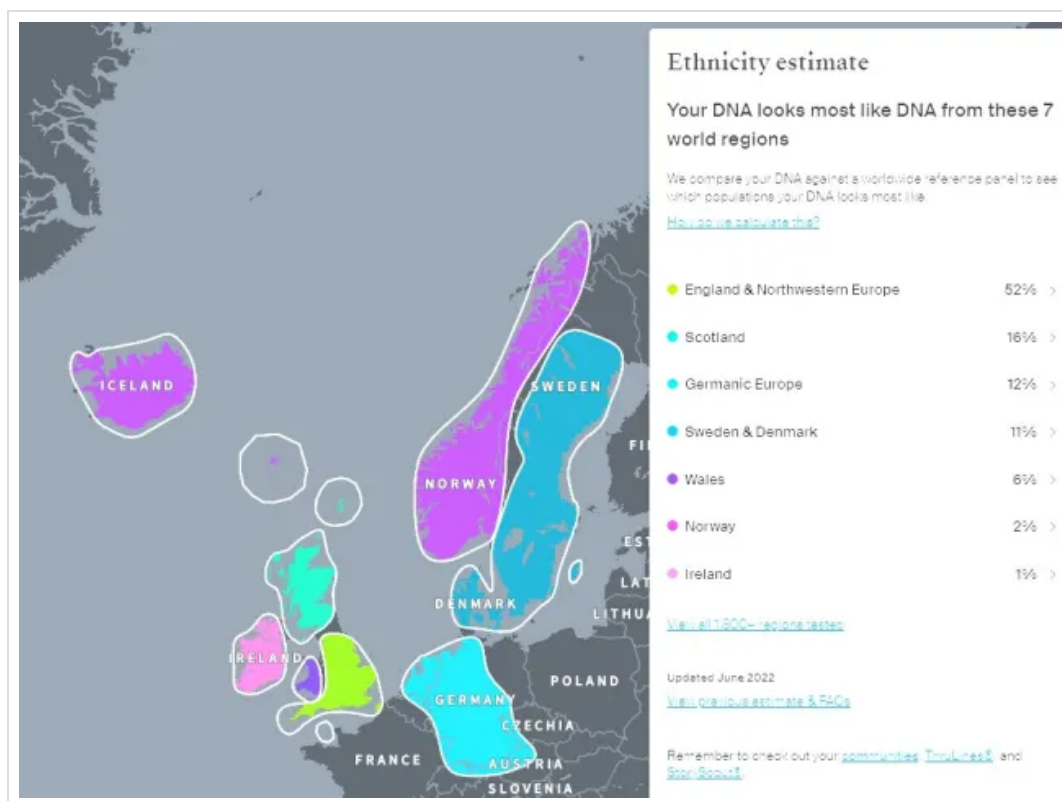 Ethnicity estimate
Your DNA looks most like DNA from these 7
world regions
We compare your DNA against a worldwide reference panel to see
which populations your DNA looks most like.
How do we calculate this?
England & Northwestern Europe 52%
Scotland 16%
Germanic Europe 12%
Sweden & Denmark 11%
Wales 6%
Norway 2%
Ireland 1%
View all 1,800+ regions tested
Updated June 2022
View previous estimate & FAQs
Remember to check out your communities, ThruLines®, and
StoryScout®.
ICELAND
SWEDEN
FI
NORWAY
EST
LAT
DENMARK
LITHUA
IRELAND
POLAND
GERMANY
CZECHIA
FRANCE
AUSTRIA
SLOVENIA